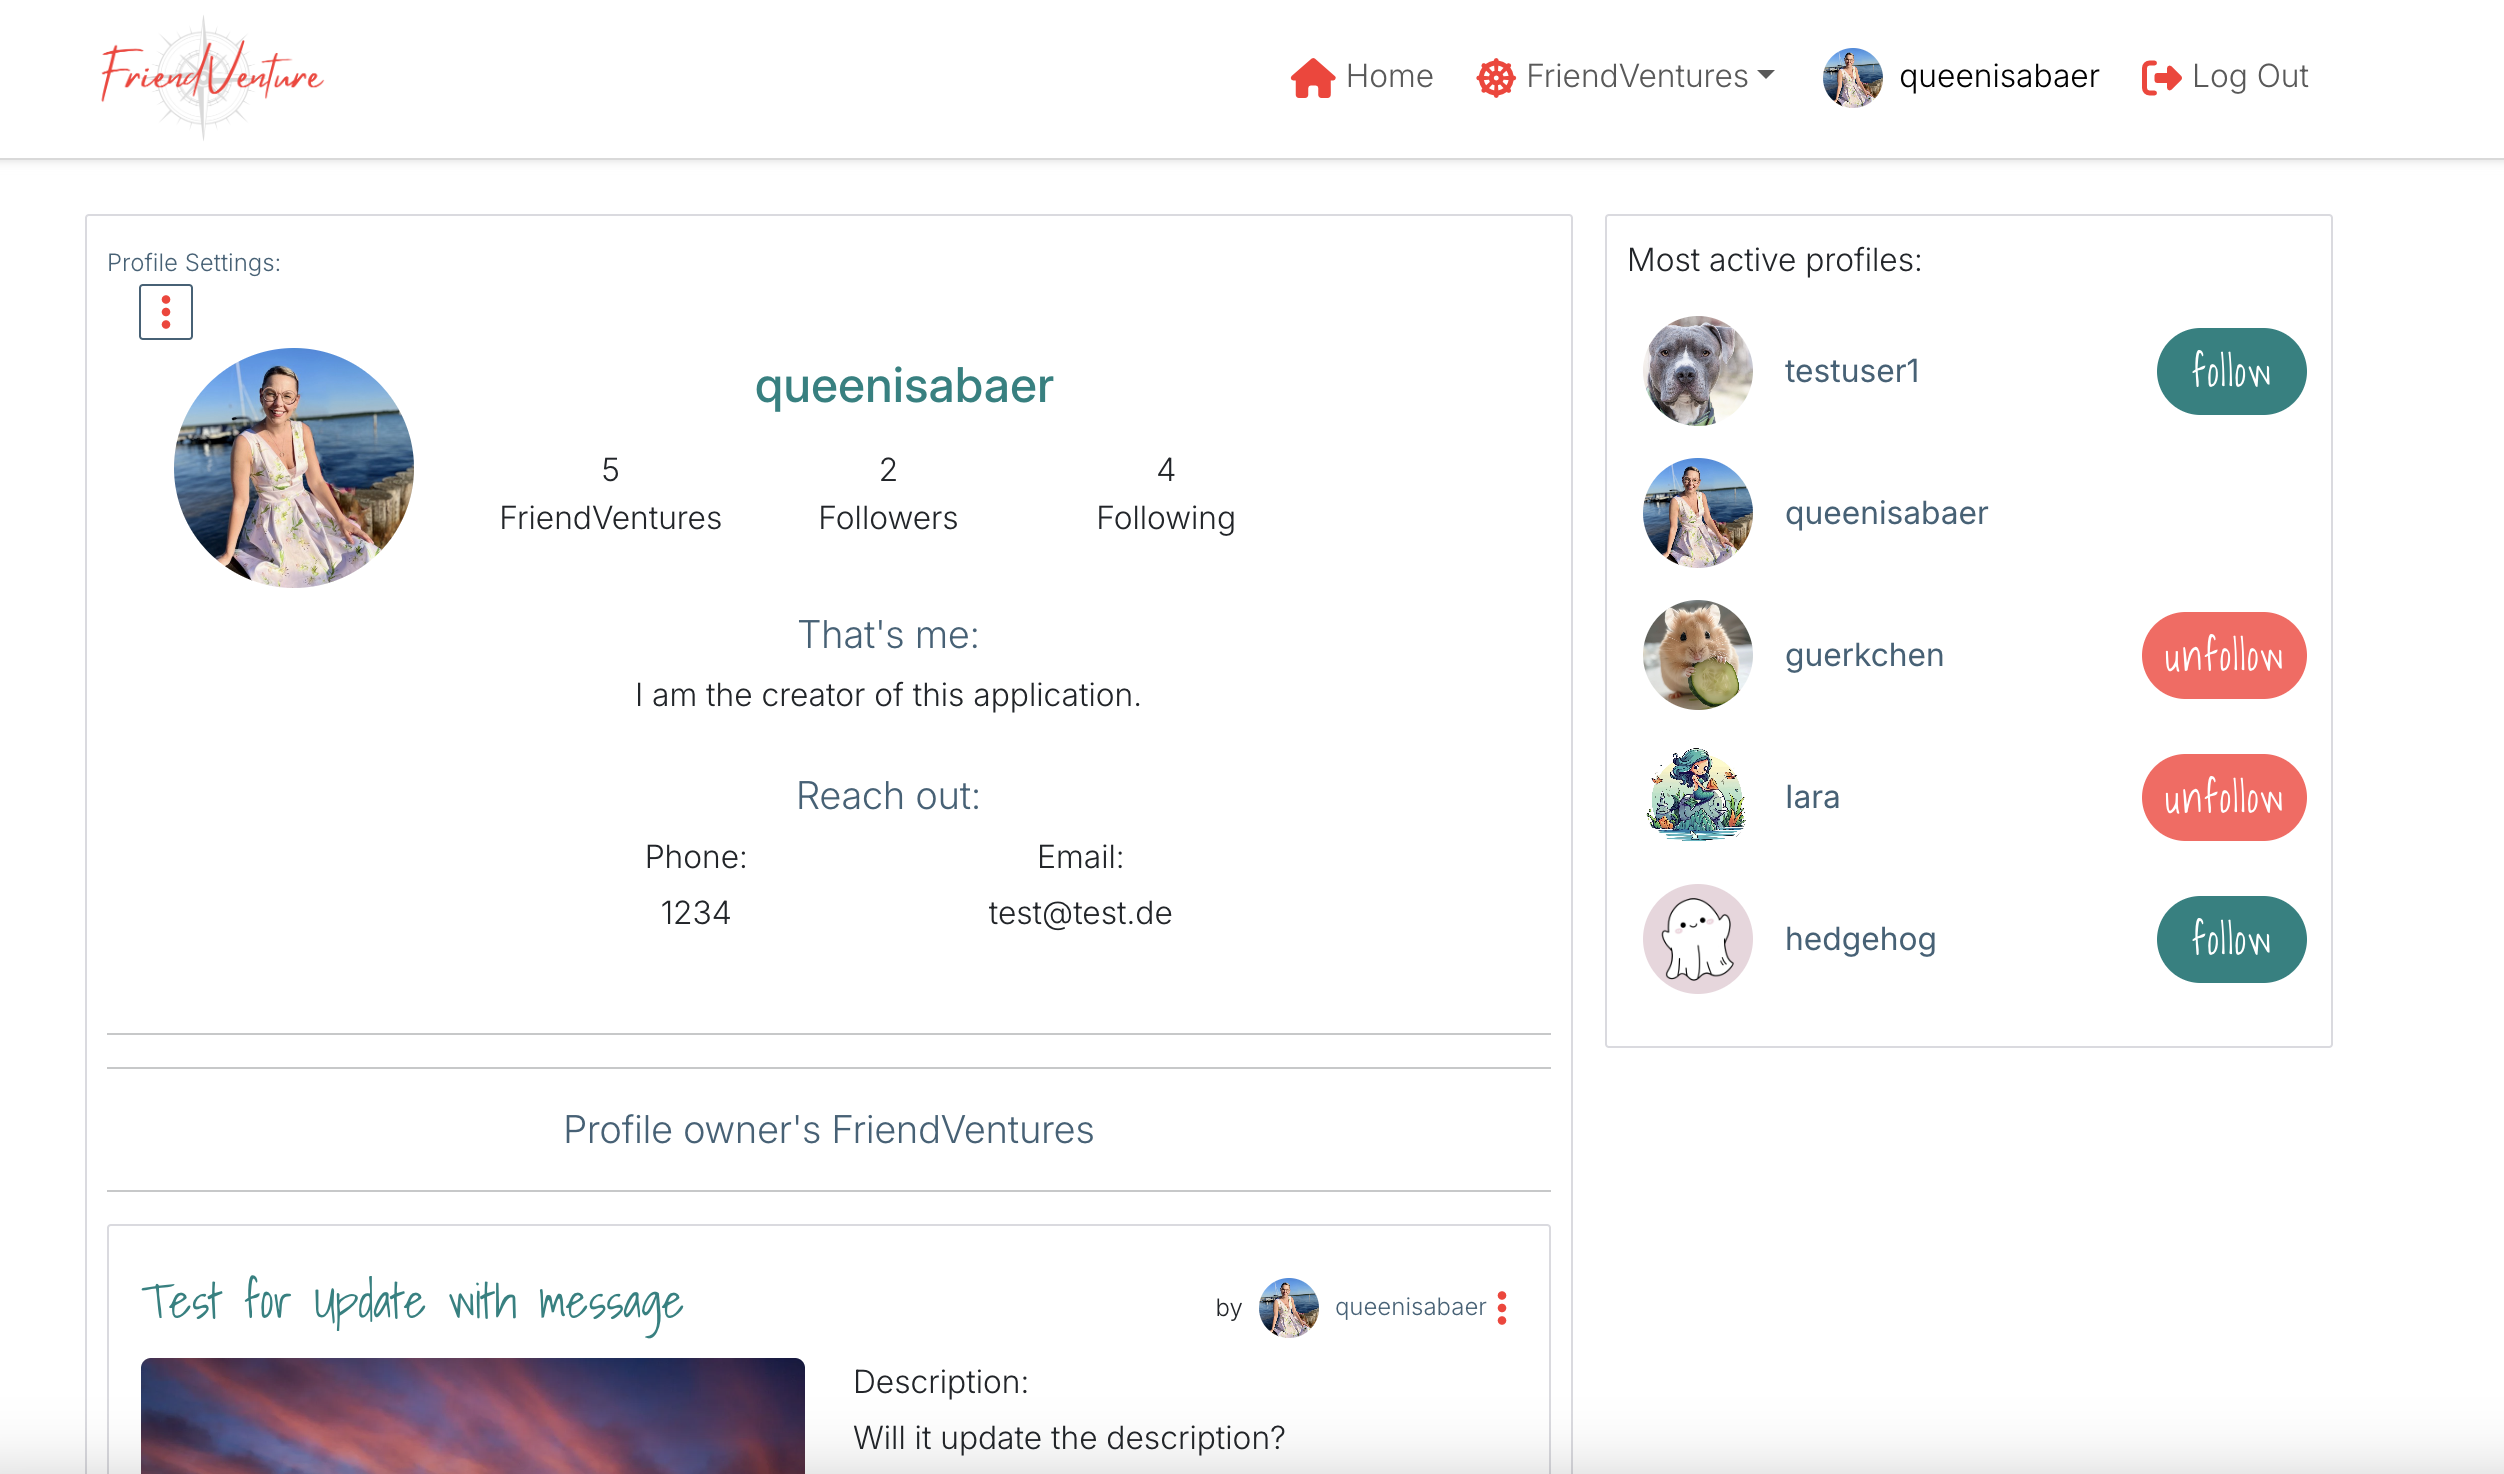 FriendVenture
Home
FriendVentures
queenisabaer
Log Out
Profile Settings:
queenisabaer
5
FriendVentures
2
Followers
4
Following
That's me:
I am the creator of this application.
Reach out:
Phone:
1234
Email:
test@test.de
Profile owner's FriendVentures
Test for update with message
by queenisabaer
Description:
Will it update the description?
Most active profiles:
testuser1
follow
queenisabaer
guerkchen
unfollow
lara
unfollow
hedgehog
follow